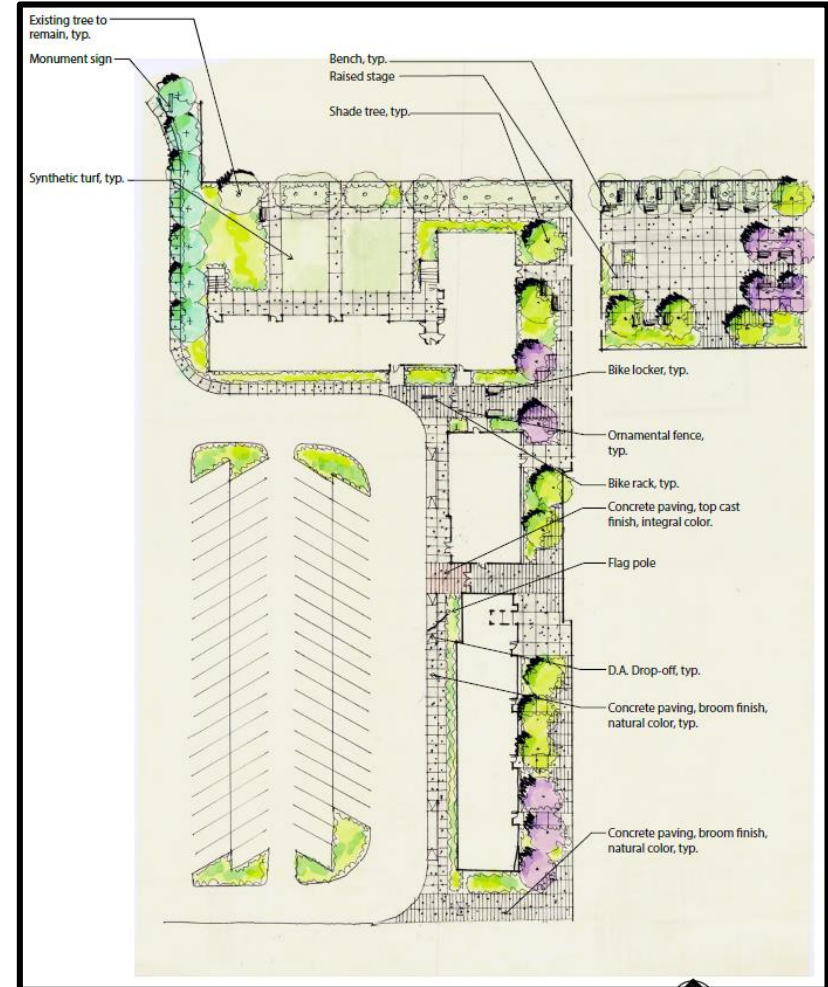 Existing tree to
remain, typ.
Monument sign
Bench, typ.
Raised stage
Shade tree, typ.
Synthetic turf, typ.
Bike locker, typ.
Ornamental fence,
typ.
Bike rack, typ.
Concrete paving, top cast
finish, integral color.
Flag pole
D.A. Drop-off, typ.
Concrete paving, broom finish,
natural color, typ.
Concrete paving, broom finish,
natural color, typ.